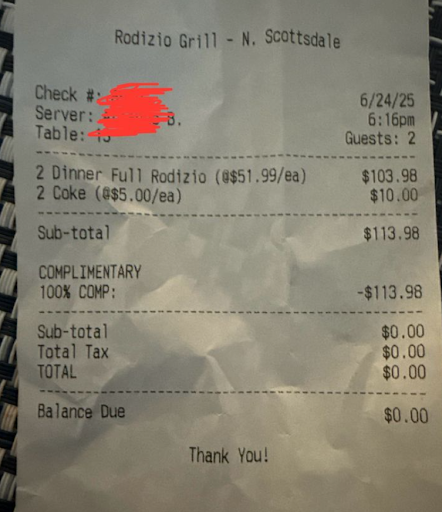 Rodizio Grill - N. Scottsdale
Check #:
6/24/25
Server: B.
6:16pm
Table:
Guests: 2
2 Dinner Full Rodizio (@$51.99/ea) $103.98
2 Coke (@$5.00/ea) $10.00
Sub-total $113.98
COMPLIMENTARY
100% COMP: -$113.98
Sub-total $0.00
Total Tax $0.00
TOTAL $0.00
Balance Due $0.00
Thank You!